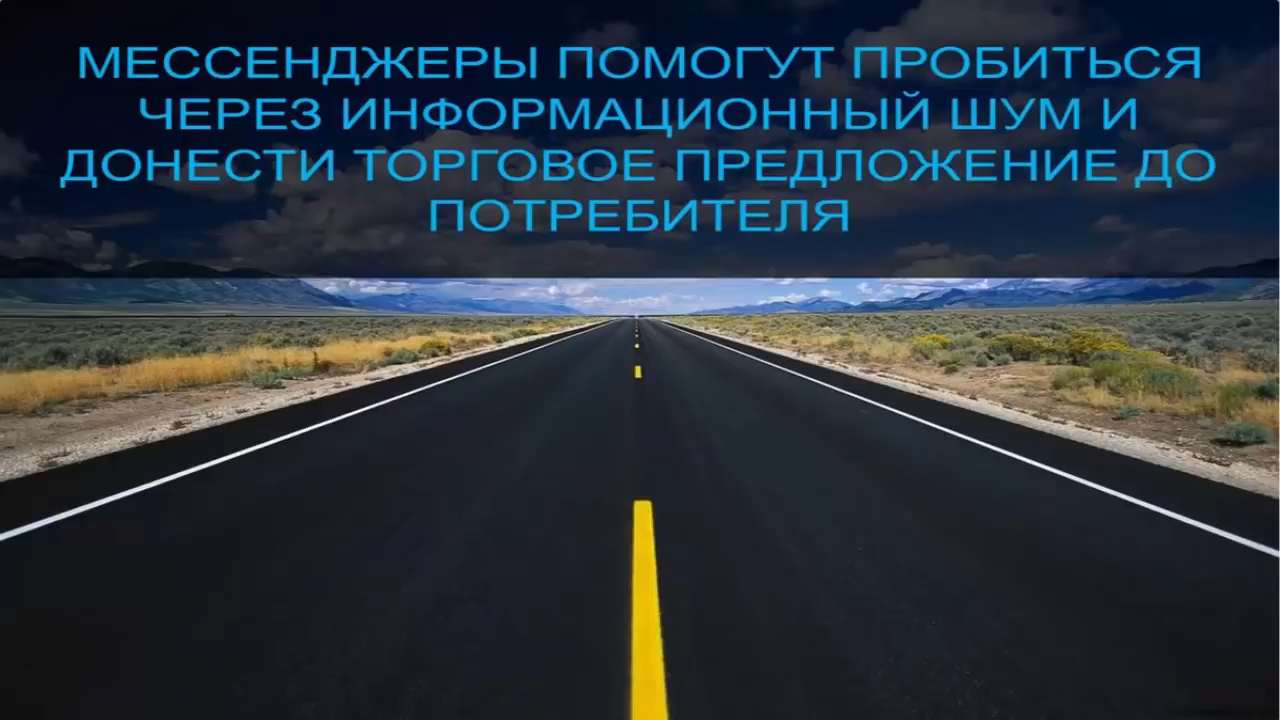 МЕССЕНДЖЕРЫ ПОМОГУТ ПРОБИТЬСЯ
ЧЕРЕЗ ИНФОРМАЦИОННЫЙ ШУМ И
ДОНЕСТИ ТОРГОВОЕ ПРЕДЛОЖЕНИЕ ДО
ПОТРЕБИТЕЛЯ